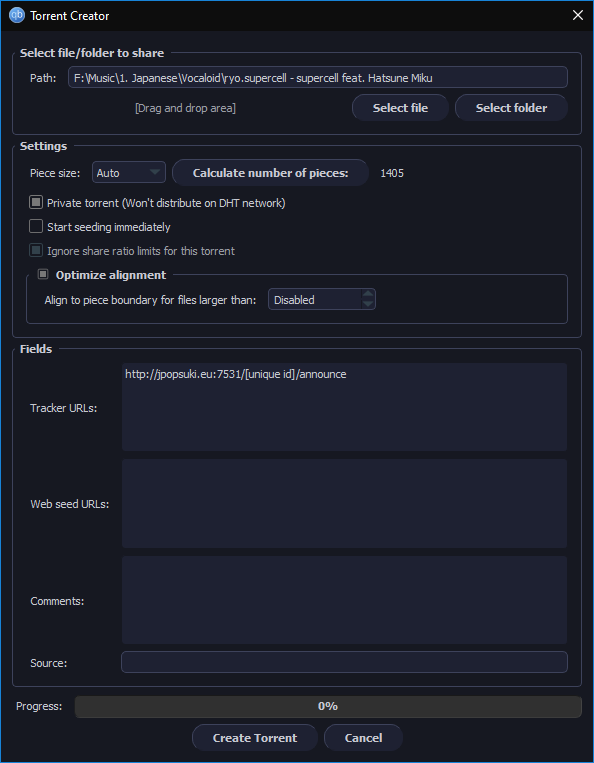 qb Torrent Creator
Select file/folder to share
Path: F:\Music\1. Japanese\Vocaloid\ryo.supercell - supercell feat. Hatsune Miku
[Drag and drop area] Select file Select folder
Settings
Piece size: Auto Calculate number of pieces: 1405
Private torrent (Won't distribute on DHT network)
Start seeding immediately
Ignore share ratio limits for this torrent
Optimize alignment
Align to piece boundary for files larger than: Disabled
Fields
http://jpopsuki.eu:7531/[unique id]/announce
Tracker URLs:
Web seed URLs:
Comments:
Source:
Progress: 0%
Create Torrent Cancel